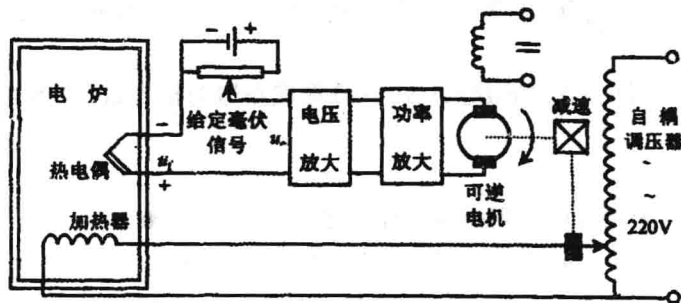 − +
电 炉
−
给定毫伏
信号
电压
放大
功率
放大
减速
自 耦
调压器
~
~
220V
热电偶
u_f
+
可逆
电机
加热器